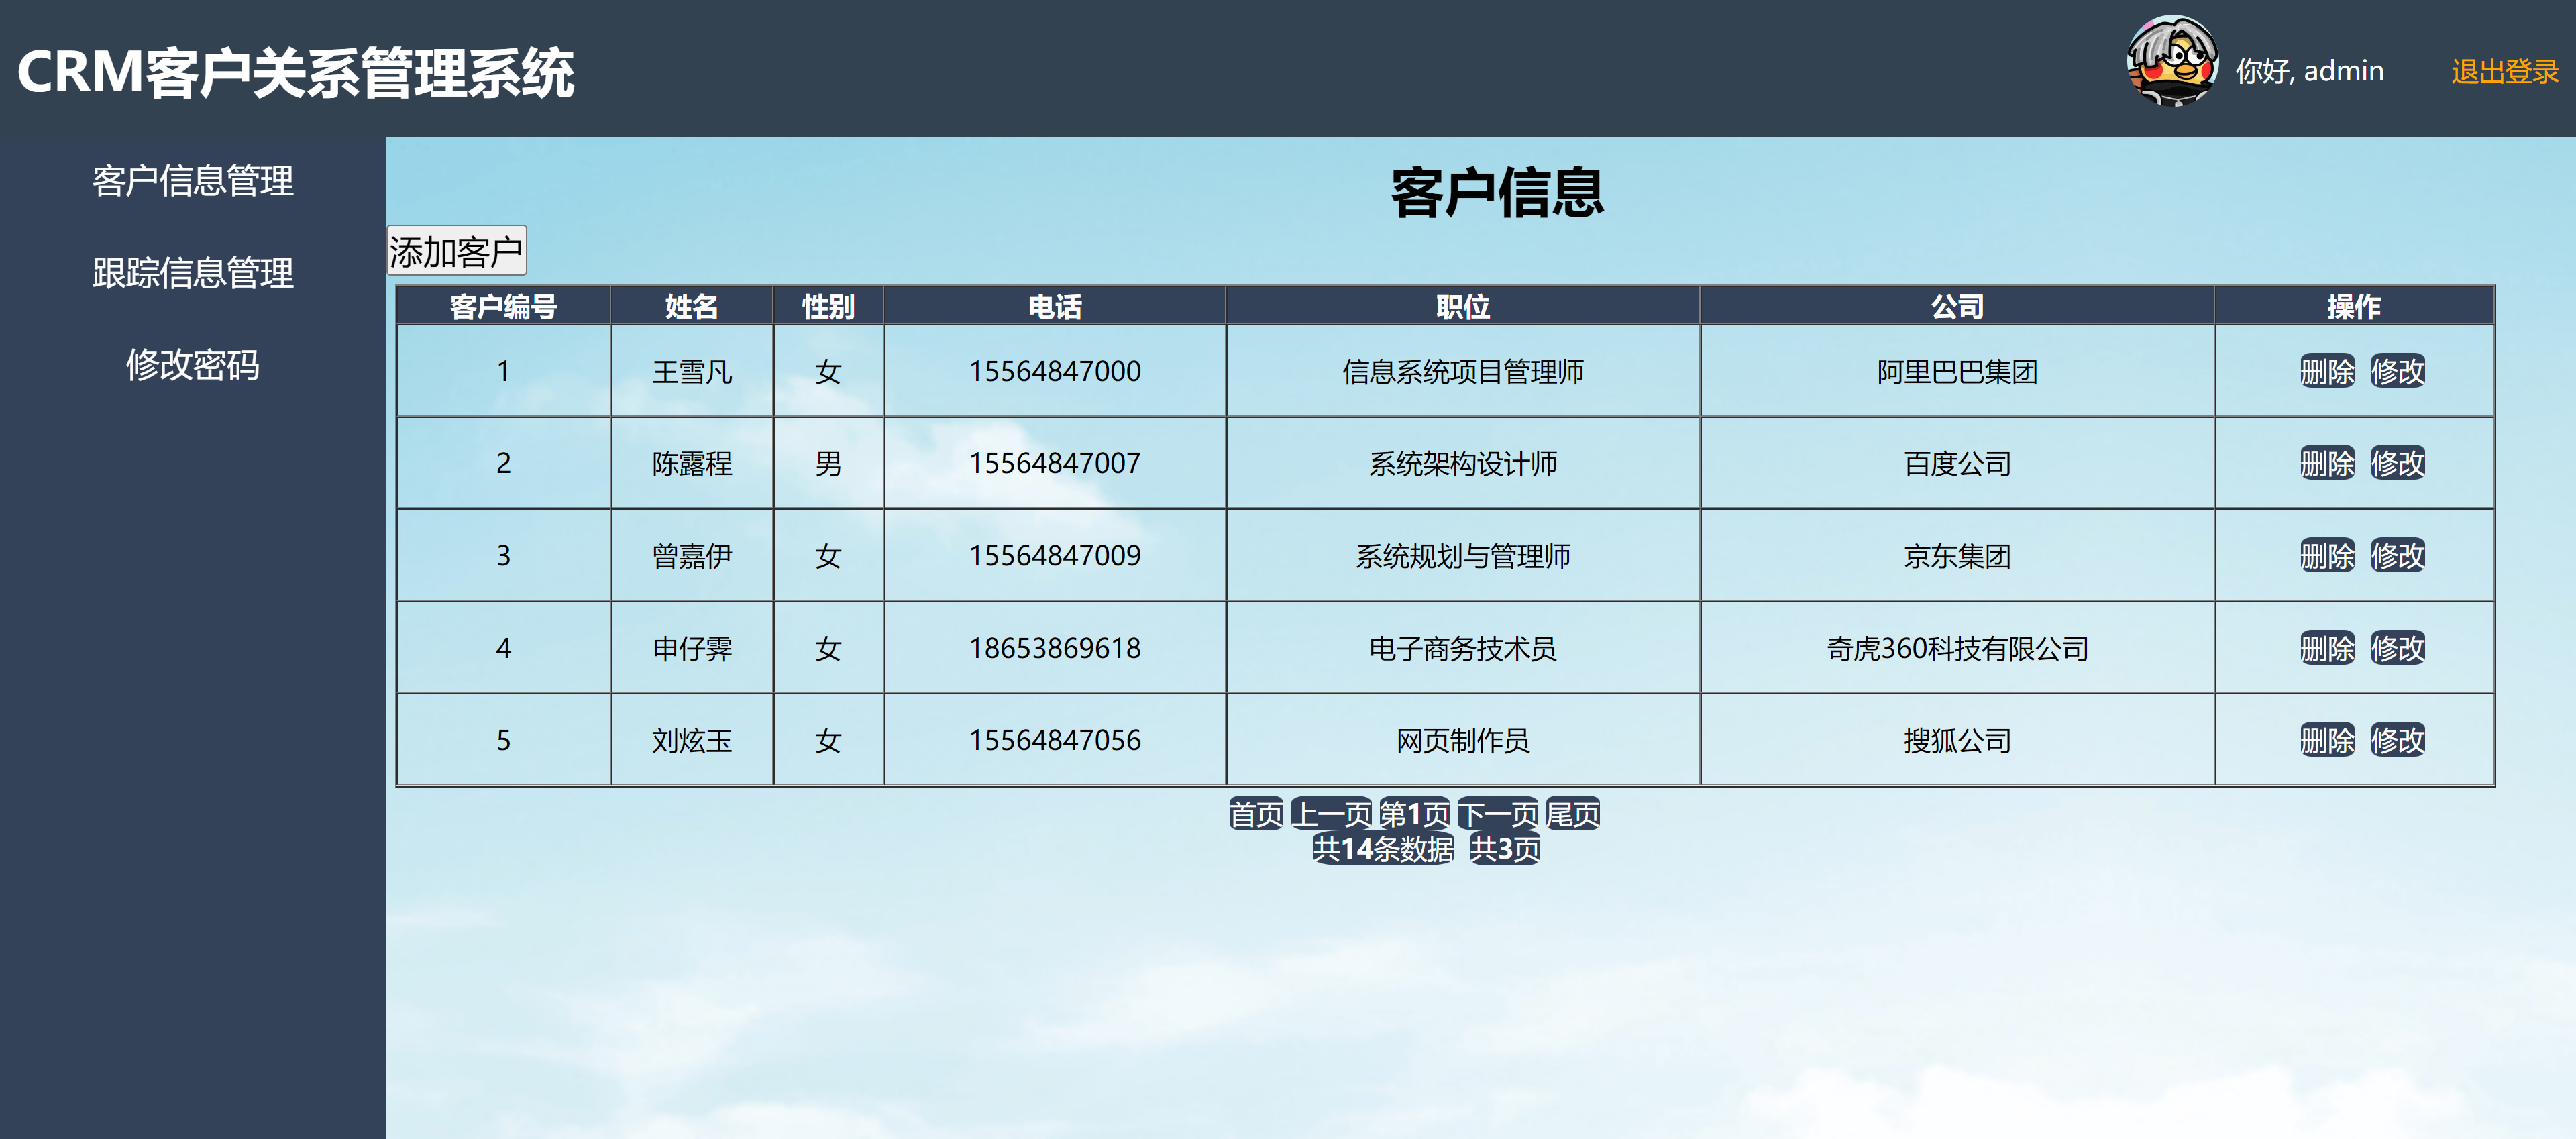 CRM客户关系管理系统
你好, admin 退出登录
客户信息管理
跟踪信息管理
修改密码
客户信息
添加客户
客户编号 姓名 性别 电话 职位 公司 操作
1 王雪凡 女 15564847000 信息系统项目管理师 阿里巴巴集团 删除 修改
2 陈露程 男 15564847007 系统架构设计师 百度公司 删除 修改
3 曾嘉伊 女 15564847009 系统规划与管理师 京东集团 删除 修改
4 申仔霁 女 18653869618 电子商务技术员 奇虎360科技有限公司 删除 修改
5 刘炫玉 女 15564847056 网页制作员 搜狐公司 删除 修改
首页 上一页 第1页 下一页 尾页
共14条数据 共3页